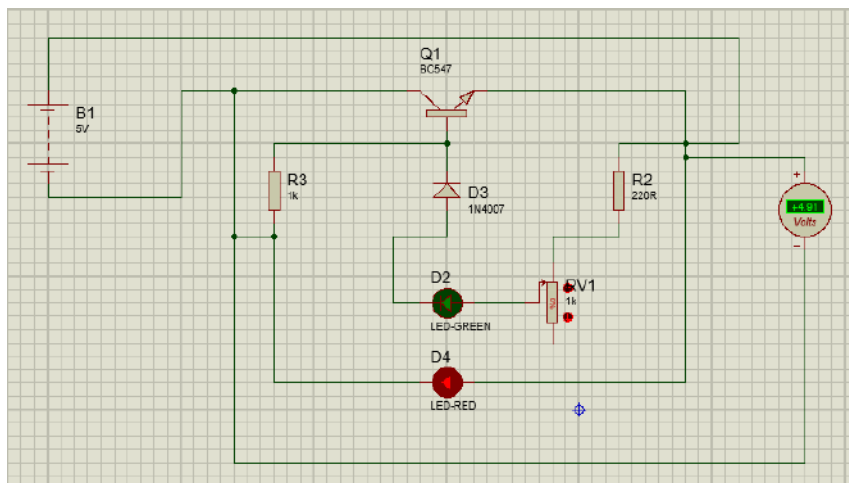 Q1
BC547
B1
5V
R3
1k
D3
1N4007
R2
220R
+4.91
Volts
D2
LED-GREEN
RV1
1k
D4
LED-RED